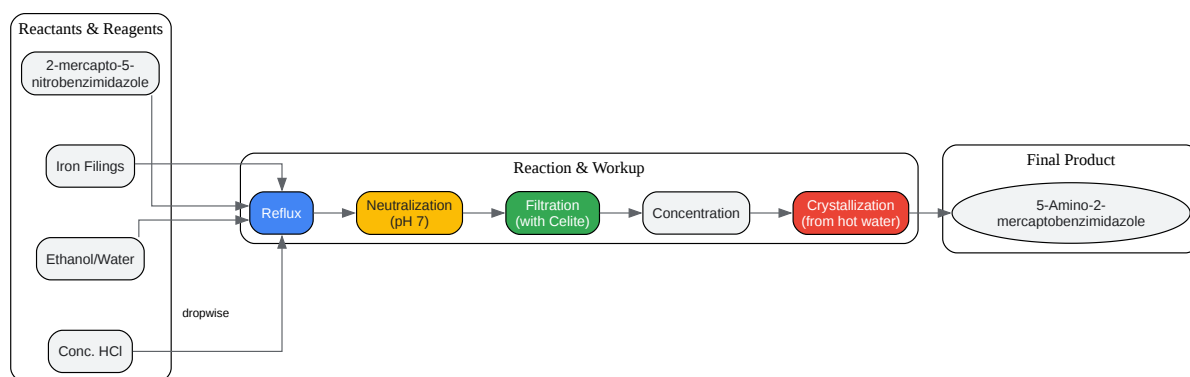 Reactants & Reagents
2-mercapto-5-
nitrobenzimidazole
Iron Filings
Ethanol/Water
dropwise
Conc. HCl
Reaction & Workup
Reflux
Neutralization
(pH 7)
Filtration
(with Celite)
Concentration
Crystallization
(from hot water)
Final Product
5-Amino-2-
mercaptobenzimidazole